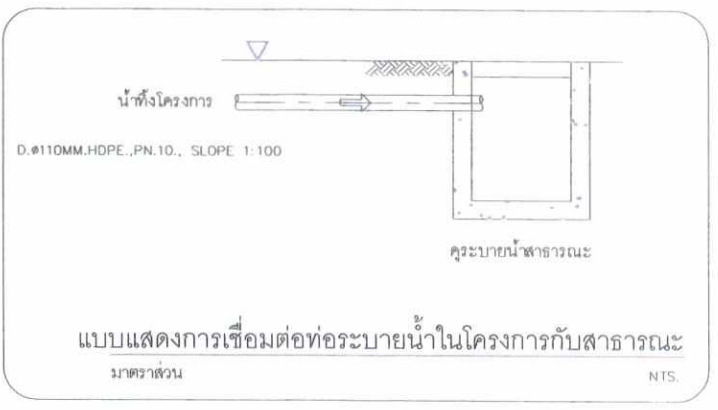 น้ำทิ้งโครงการ
D.ø110MM.HDPE.,PN.10., SLOPE 1:100
คูระบายน้ำสาธารณะ
แบบแสดงการเชื่อมต่อท่อระบายน้ำในโครงการกับสาธารณะ
มาตราส่วน NTS.